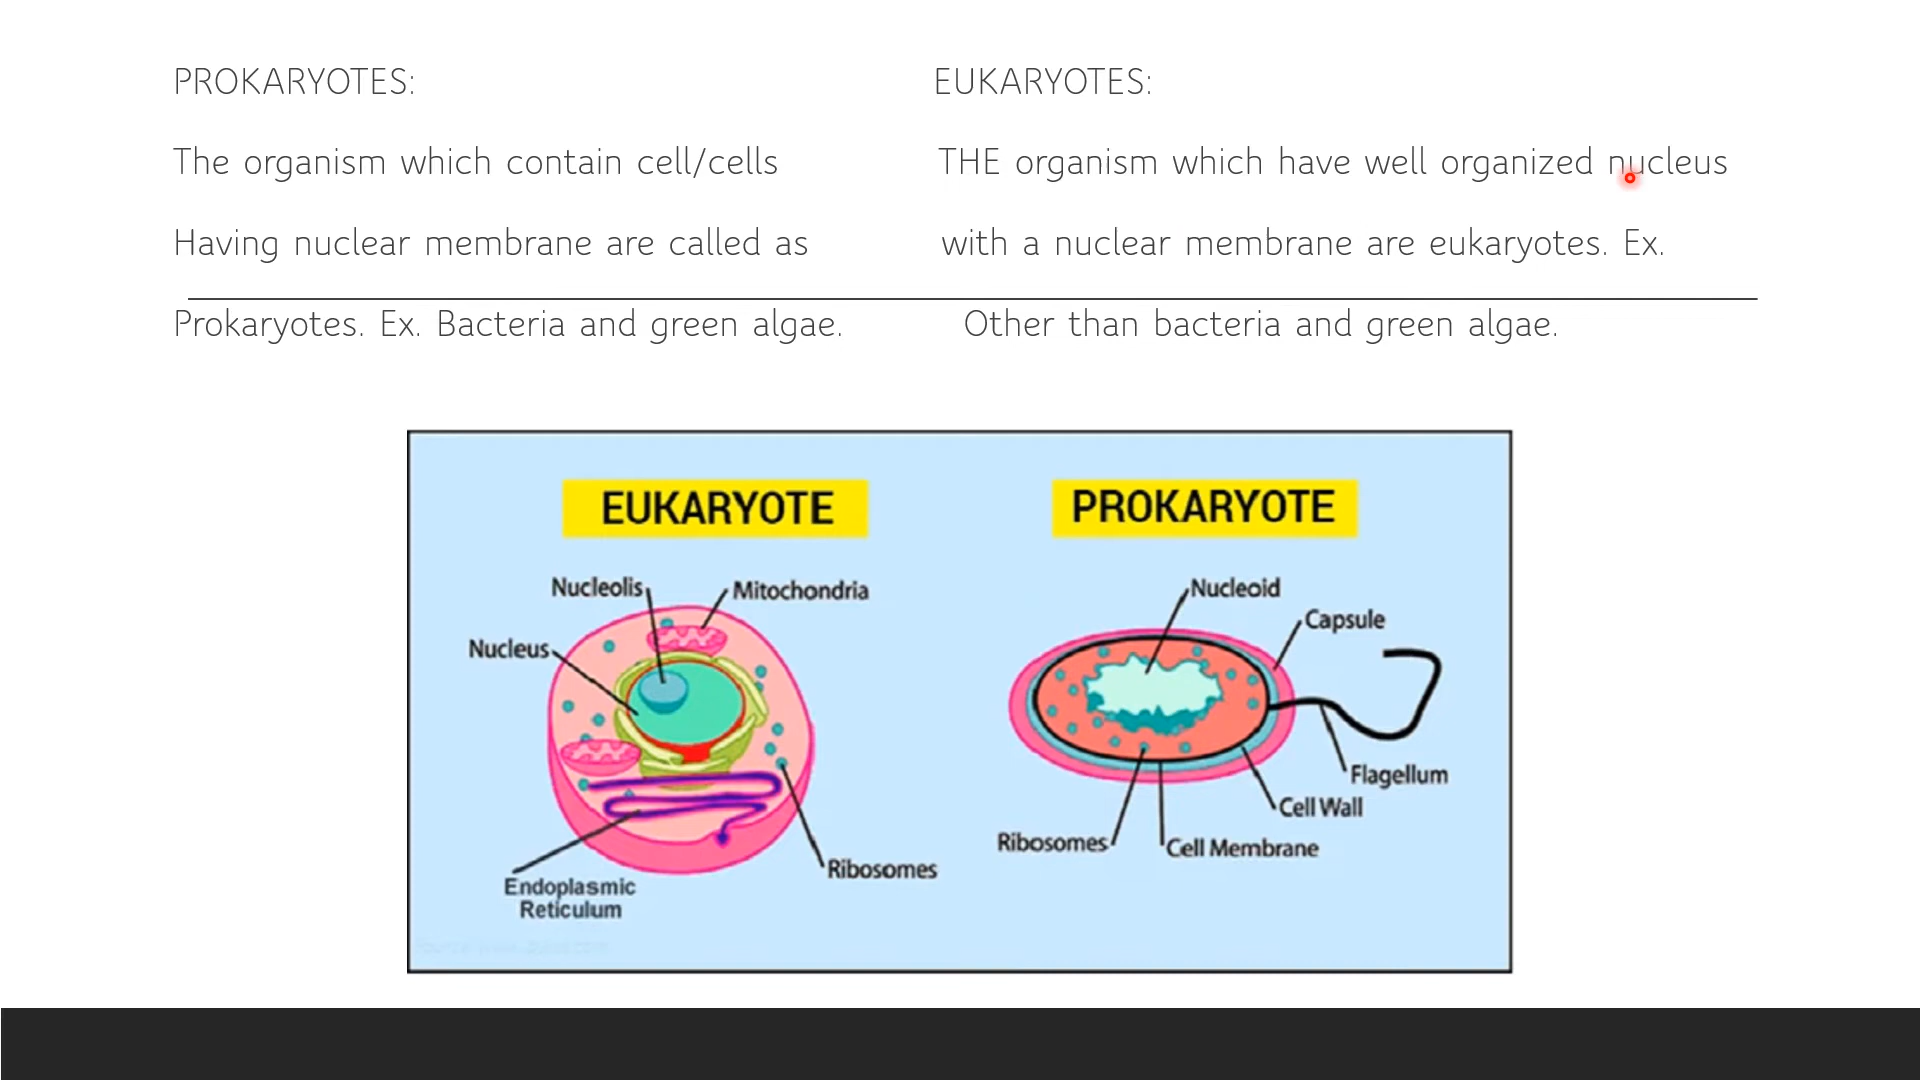 PROKARYOTES:
The organism which contain cell/cells
Having nuclear membrane are called as
Prokaryotes. Ex. Bacteria and green algae.
EUKARYOTES:
THE organism which have well organized nucleus
with a nuclear membrane are eukaryotes. Ex.
Other than bacteria and green algae.
EUKARYOTE
Nucleolis
Mitochondria
Nucleus
Endoplasmic
Reticulum
Ribosomes
PROKARYOTE
Nucleoid
Capsule
Flagellum
Cell Wall
Cell Membrane
Ribosomes